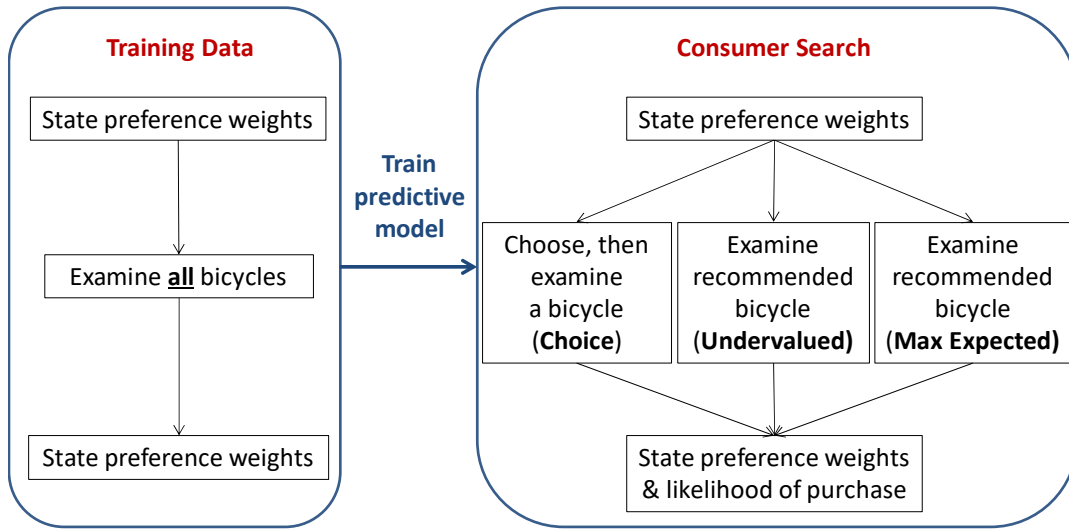 Training Data
State preference weights
Examine all bicycles
State preference weights
Train
predictive
model
Consumer Search
State preference weights
Choose, then
examine
a bicycle
(Choice)
Examine
recommended
bicycle
(Undervalued)
Examine
recommended
bicycle
(Max Expected)
State preference weights
& likelihood of purchase